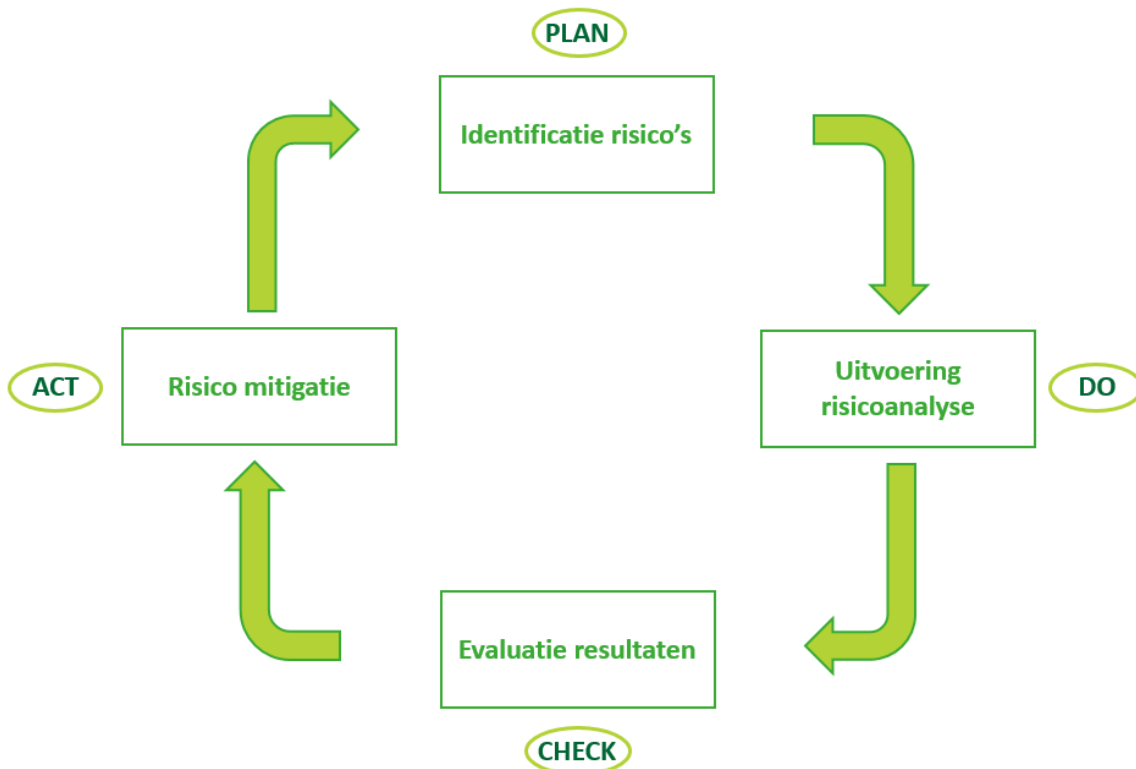 PLAN
Identificatie risico’s
ACT
Risico mitigatie
Uitvoering
risicoanalyse
DO
Evaluatie resultaten
CHECK